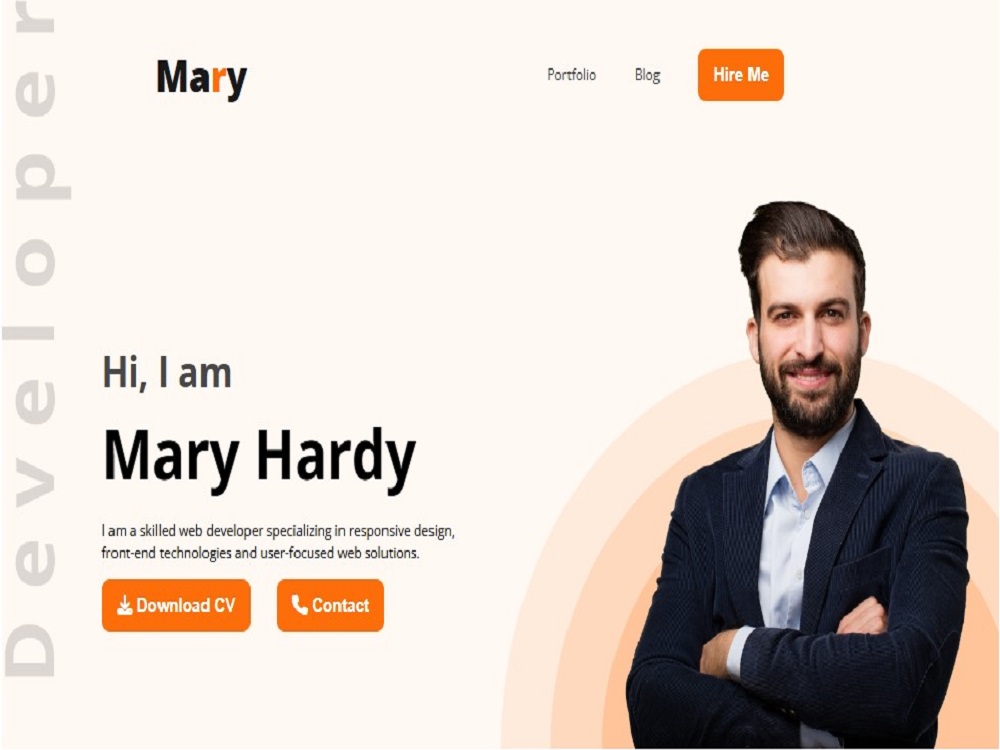 Developer
Mary
Portfolio
Blog
Hire Me
Hi, I am
Mary Hardy
I am a skilled web developer specializing in responsive design,
front-end technologies and user-focused web solutions.
Download CV
Contact